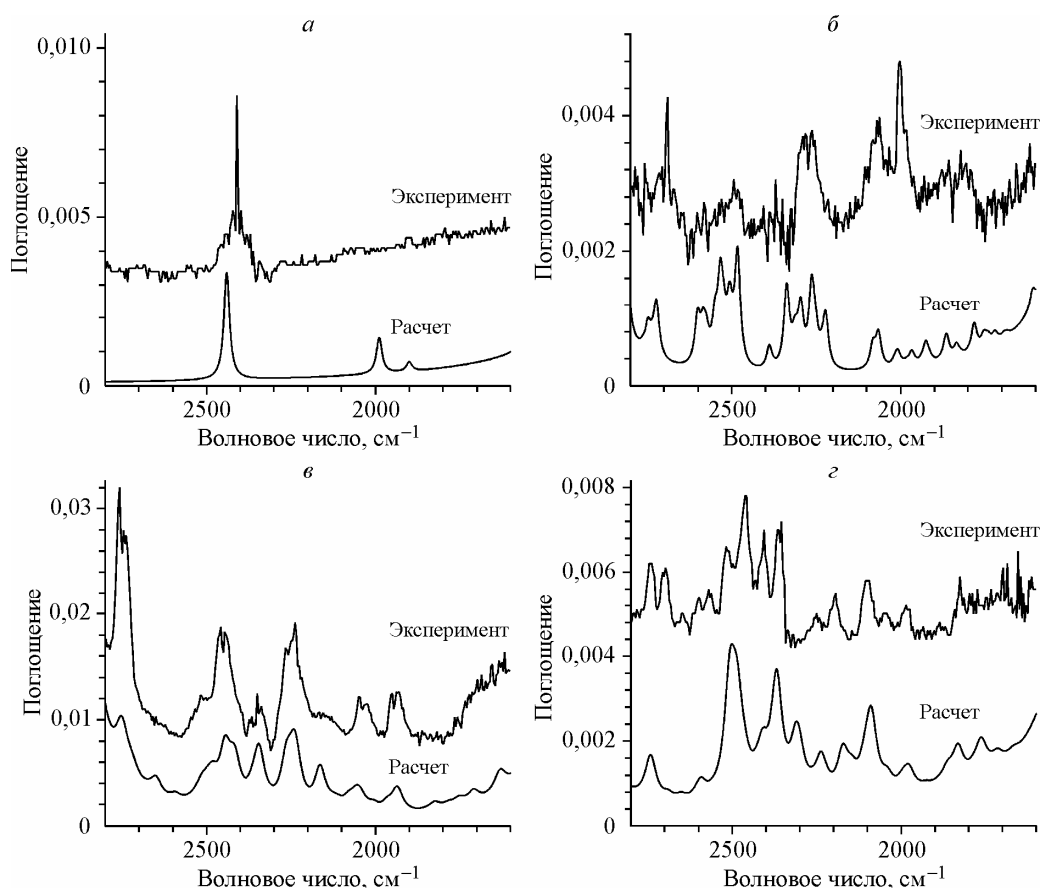 а
Поглощение
0,010
0,005
0
Эксперимент
Расчет
2500
2000
Волновое число, см⁻¹
б
Поглощение
0,004
0,002
0
Эксперимент
Расчет
2500
2000
Волновое число, см⁻¹
в
Поглощение
0,03
0,02
0,01
0
Эксперимент
Расчет
2500
2000
Волновое число, см⁻¹
г
Поглощение
0,008
0,006
0,004
0,002
0,000
Эксперимент
Расчет
2500
2000
Волновое число, см⁻¹